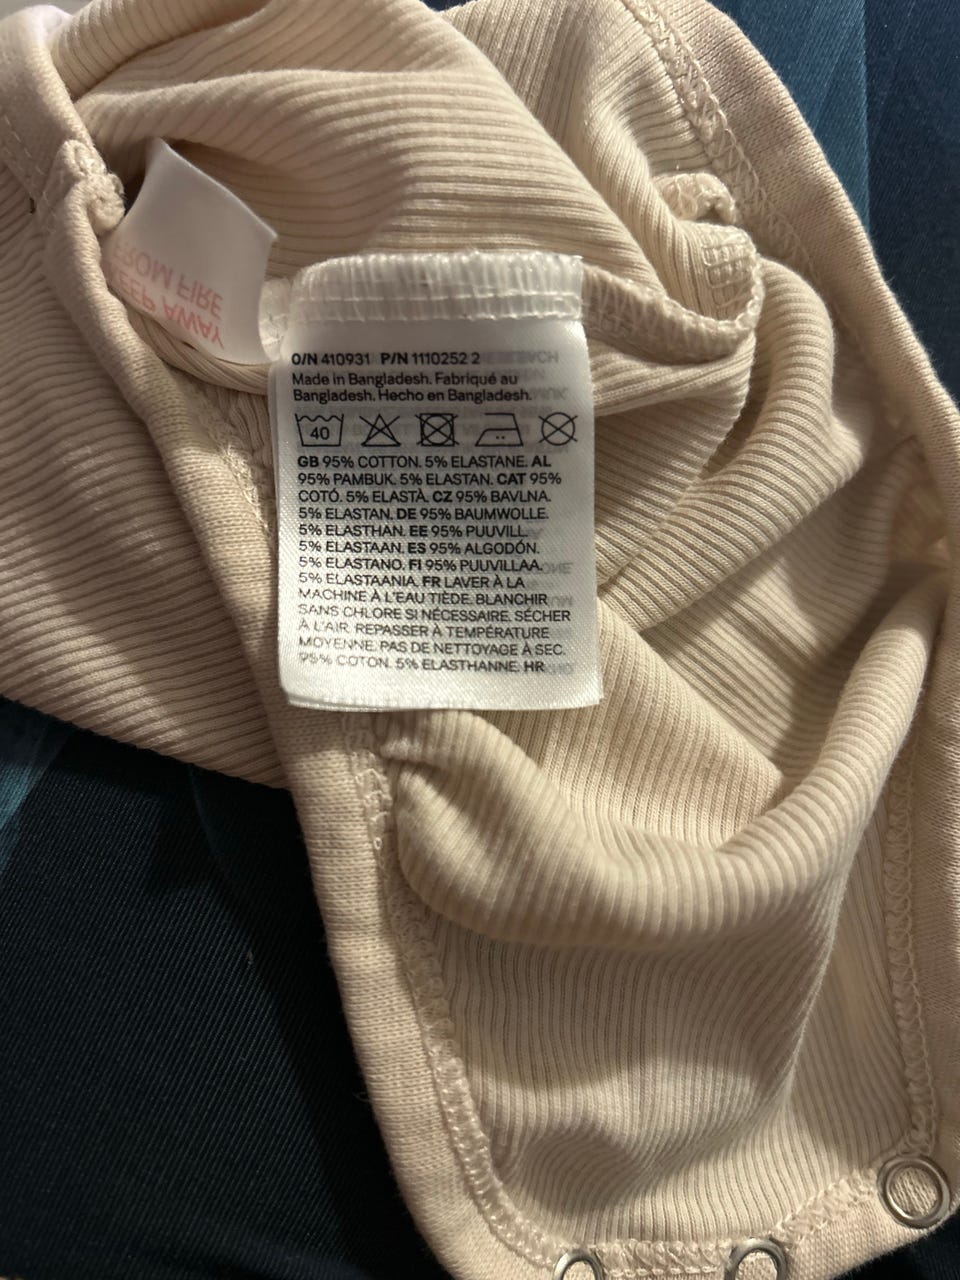 KEEP AWAY
FROM FIRE
O/N 410931 P/N 1110252 2
Made in Bangladesh. Fabriqué au
Bangladesh. Hecho en Bangladesh.
40
GB 95% COTTON. 5% ELASTANE. AL
95% PAMBUK. 5% ELASTAN. CAT 95%
COTÓ. 5% ELASTÀ. CZ 95% BAVLNA.
5% ELASTAN. DE 95% BAUMWOLLE.
5% ELASTHAN. EE 95% PUUVILL.
5% ELASTAAN. ES 95% ALGODÓN.
5% ELASTANO. FI 95% PUUVILLAA.
5% ELASTAANIA. FR LAVER À LA
MACHINE À L'EAU TIÈDE. BLANCHIR
SANS CHLORE SI NÉCESSAIRE. SÉCHER
À L'AIR. REPASSER À TEMPÉRATURE
MOYENNE. PAS DE NETTOYAGE À SEC.
95% COTON. 5% ELASTHANNE. HR